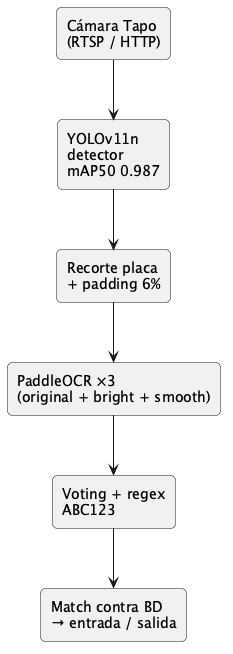 Cámara Tapo
(RTSP / HTTP)
YOLOv11n
detector
mAP50 0.987
Recorte placa
+ padding 6%
PaddleOCR ×3
(original + bright + smooth)
Voting + regex
ABC123
Match contra BD
→ entrada / salida